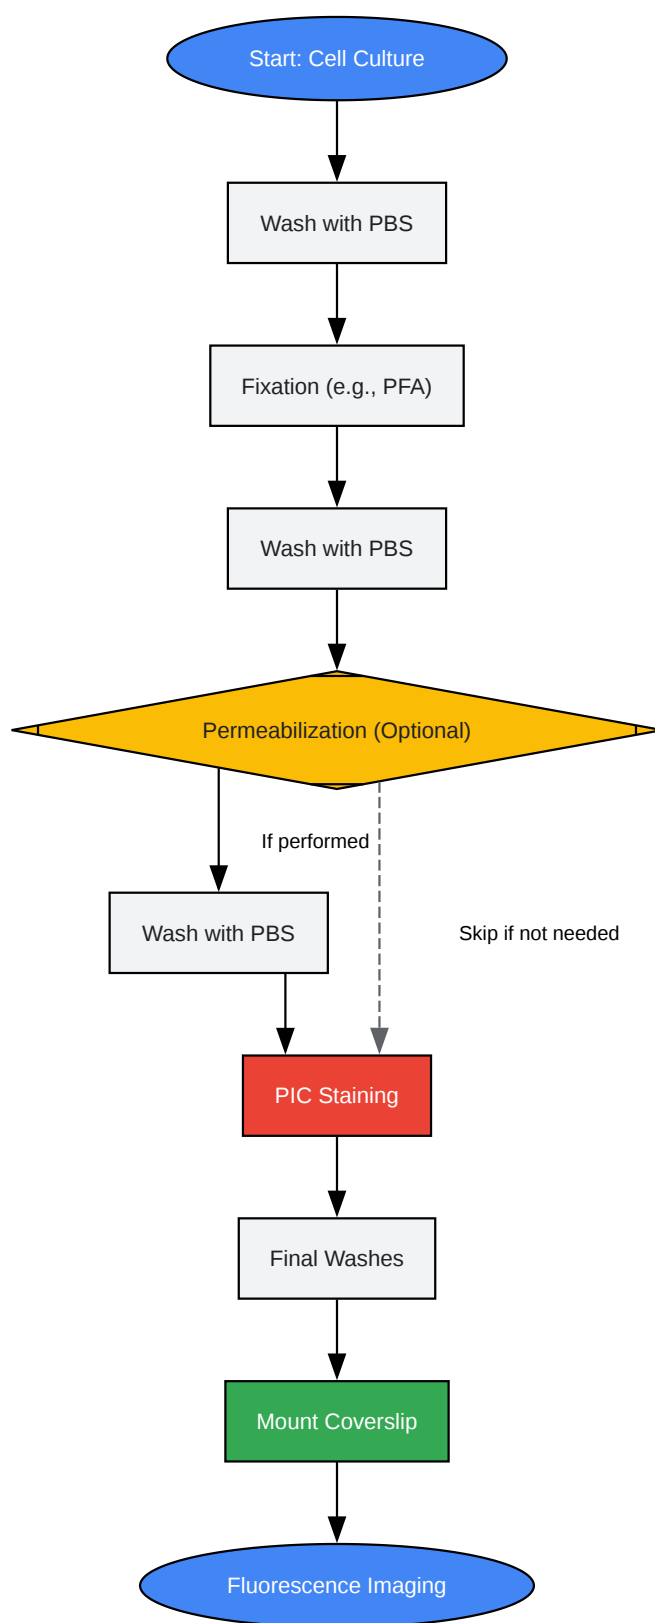 Start: Cell Culture
Wash with PBS
Fixation (e.g., PFA)
Wash with PBS
Permeabilization (Optional)
If performed
Wash with PBS
Skip if not needed
PIC Staining
Final Washes
Mount Coverslip
Fluorescence Imaging